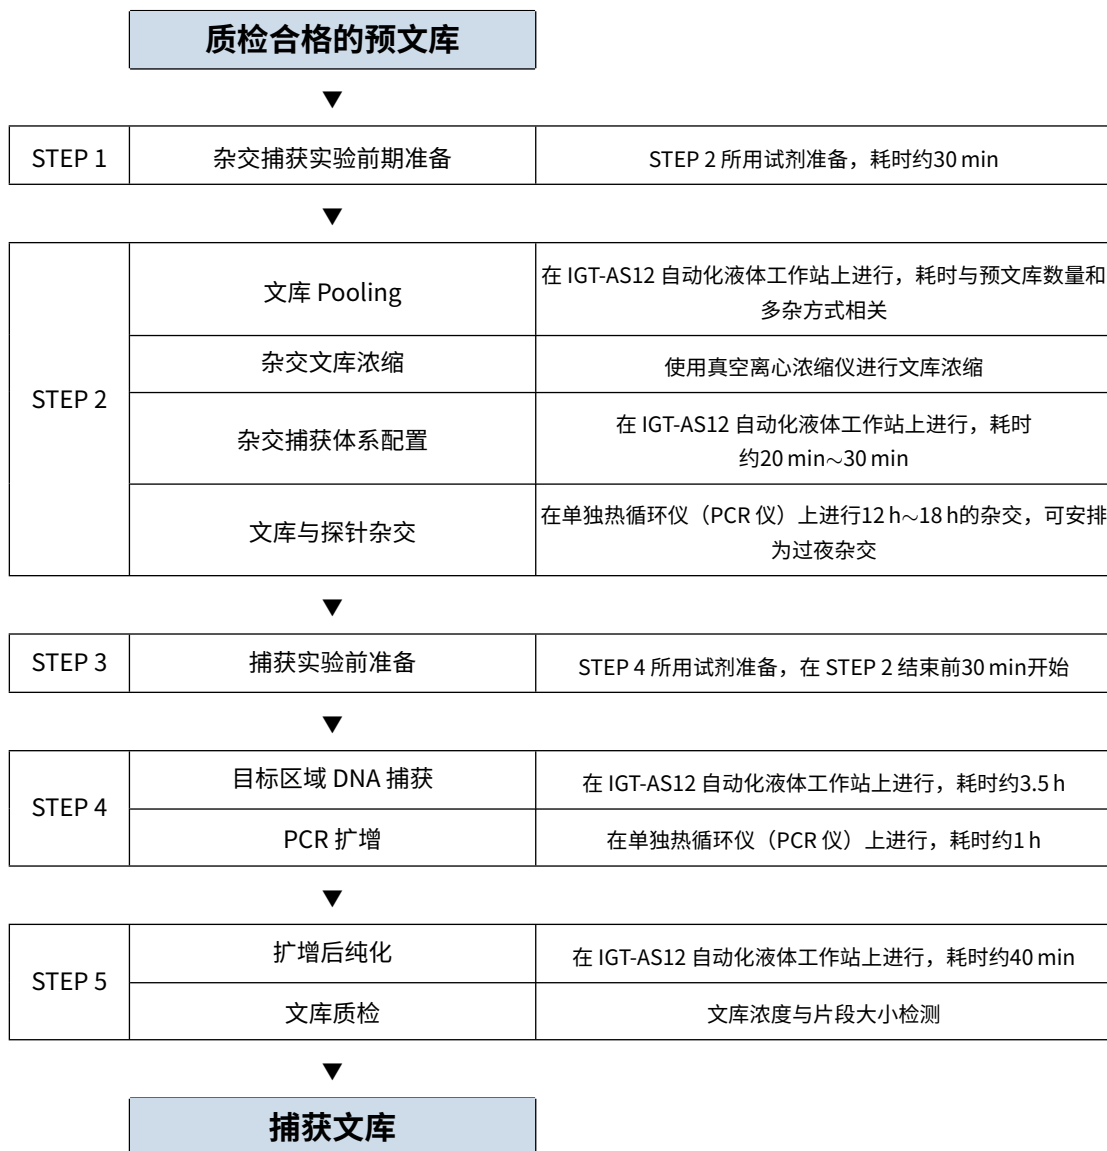 质检合格的预文库
▼
STEP 1
杂交捕获实验前期准备
STEP 2 所用试剂准备，耗时约30 min
▼
STEP 2
文库 Pooling
在 IGT-AS12 自动化液体工作站上进行，耗时与预文库数量和
多杂方式相关
杂交文库浓缩
使用真空离心浓缩仪进行文库浓缩
杂交捕获体系配置
在 IGT-AS12 自动化液体工作站上进行，耗时
约20 min~30 min
文库与探针杂交
在单独热循环仪（PCR 仪）上进行12 h~18 h的杂交，可安排
为过夜杂交
▼
STEP 3
捕获实验前准备
STEP 4 所用试剂准备，在 STEP 2 结束前30 min开始
▼
STEP 4
目标区域 DNA 捕获
在 IGT-AS12 自动化液体工作站上进行，耗时约3.5 h
PCR 扩增
在单独热循环仪（PCR 仪）上进行，耗时约1 h
▼
STEP 5
扩增后纯化
在 IGT-AS12 自动化液体工作站上进行，耗时约40 min
文库质检
文库浓度与片段大小检测
▼
捕获文库